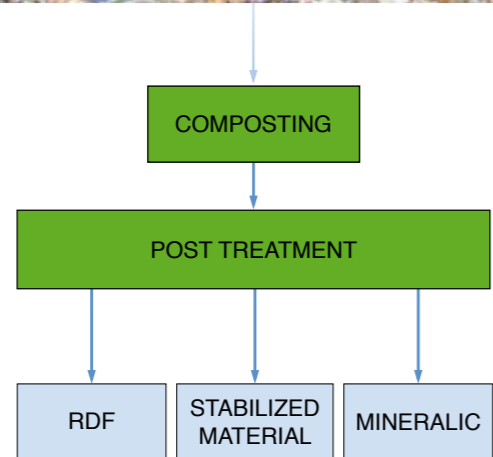 COMPOSTING
POST TREATMENT
RDF
STABILIZED
MATERIAL
MINERALIC